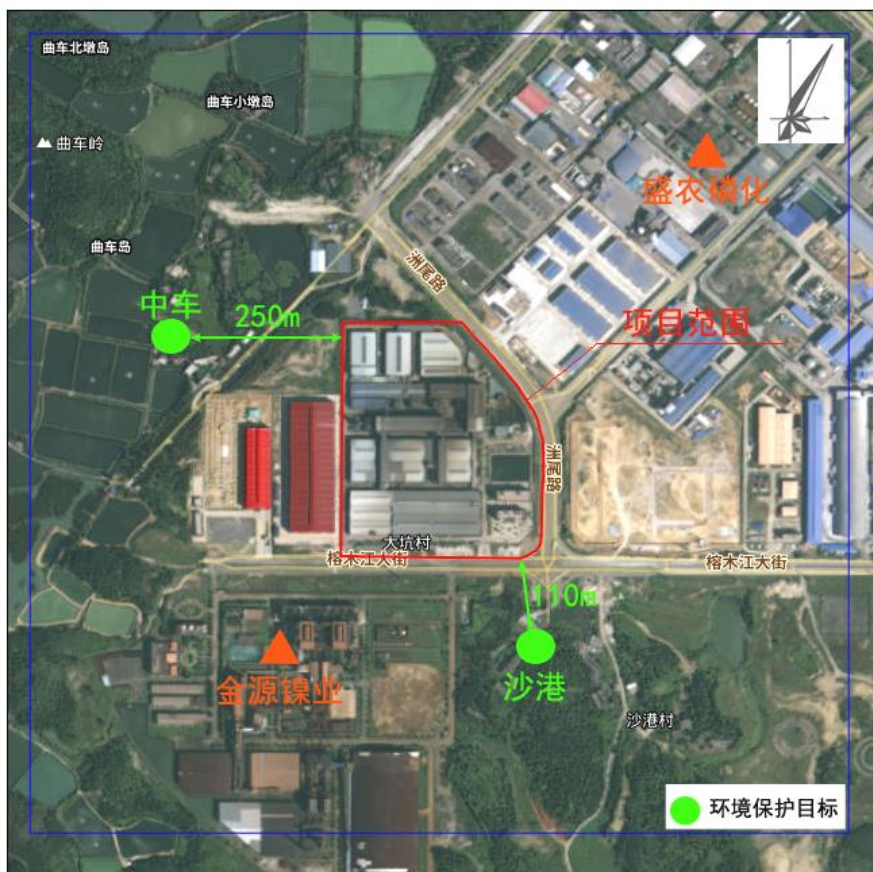 曲车北墩岛
曲车小墩岛
曲车岭
盛农磷化
曲车岛
洲尾路
中车
250m
项目范围
洲尾路
大坑村
榕木江大街
榕木江大街
110m
金源镍业
沙港
沙港村
环境保护目标